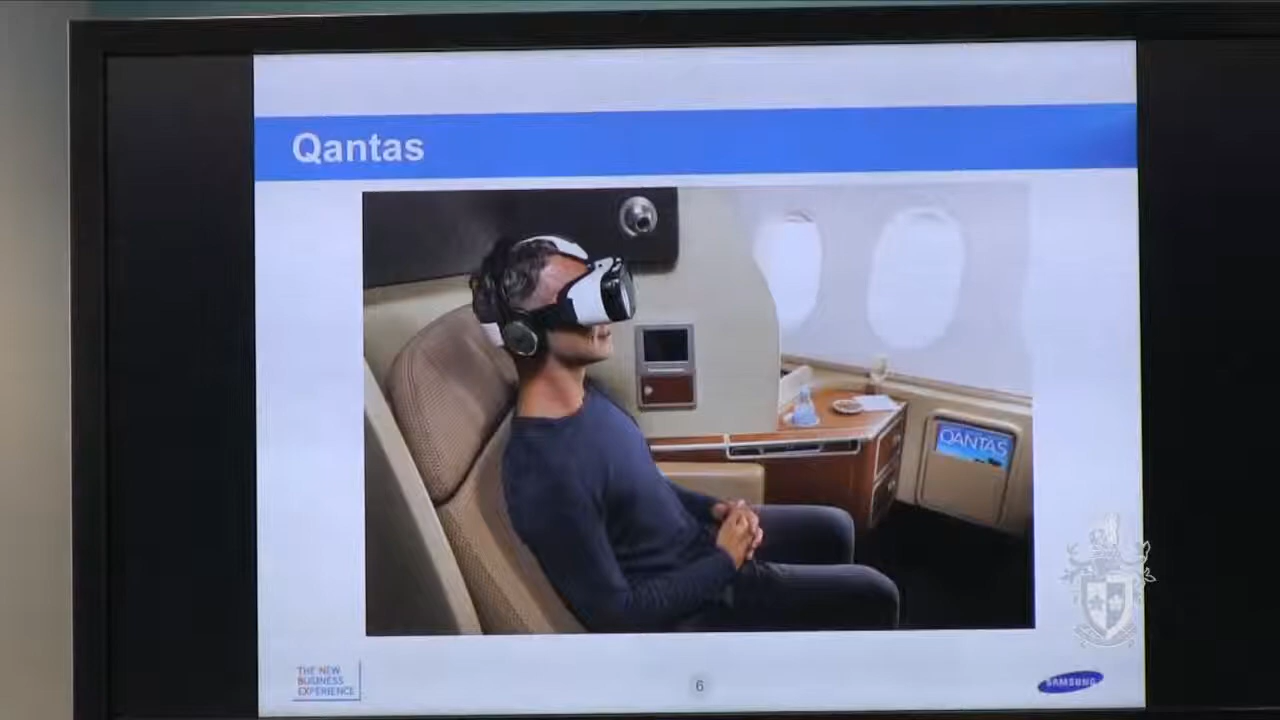 Qantas
QANTAS
THE NEW
BUSINESS
EXPERIENCE
6
SAMSUNG